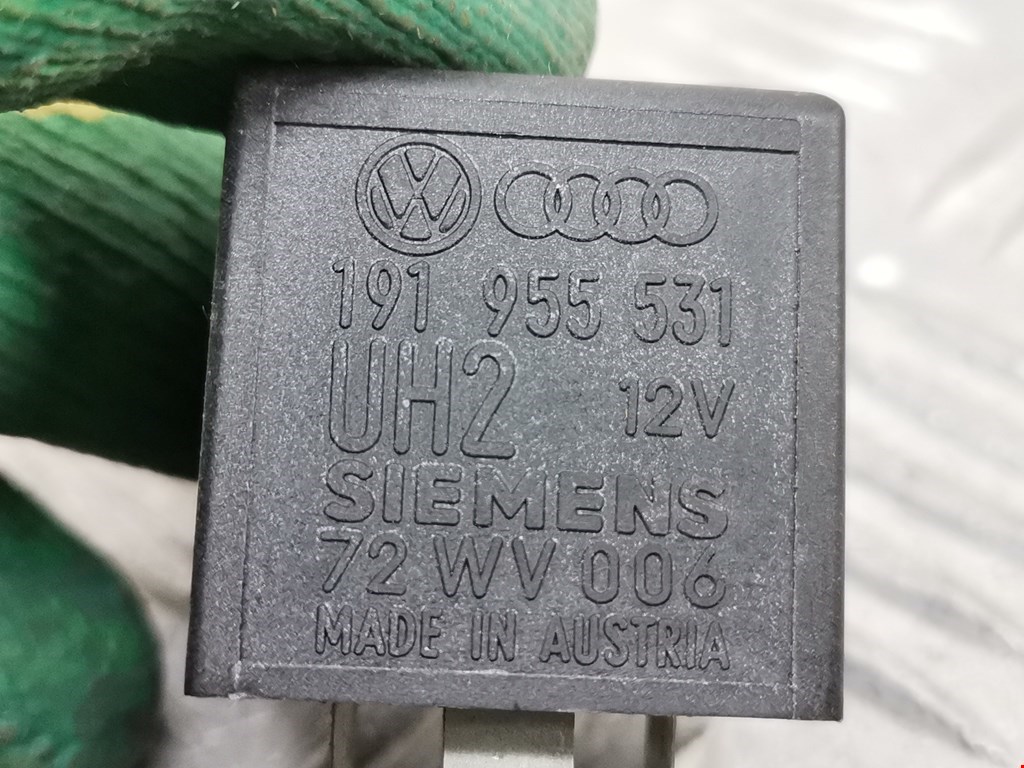 191 955 531
UH2 12V
SIEMENS
72 WV 006
MADE IN AUSTRIA